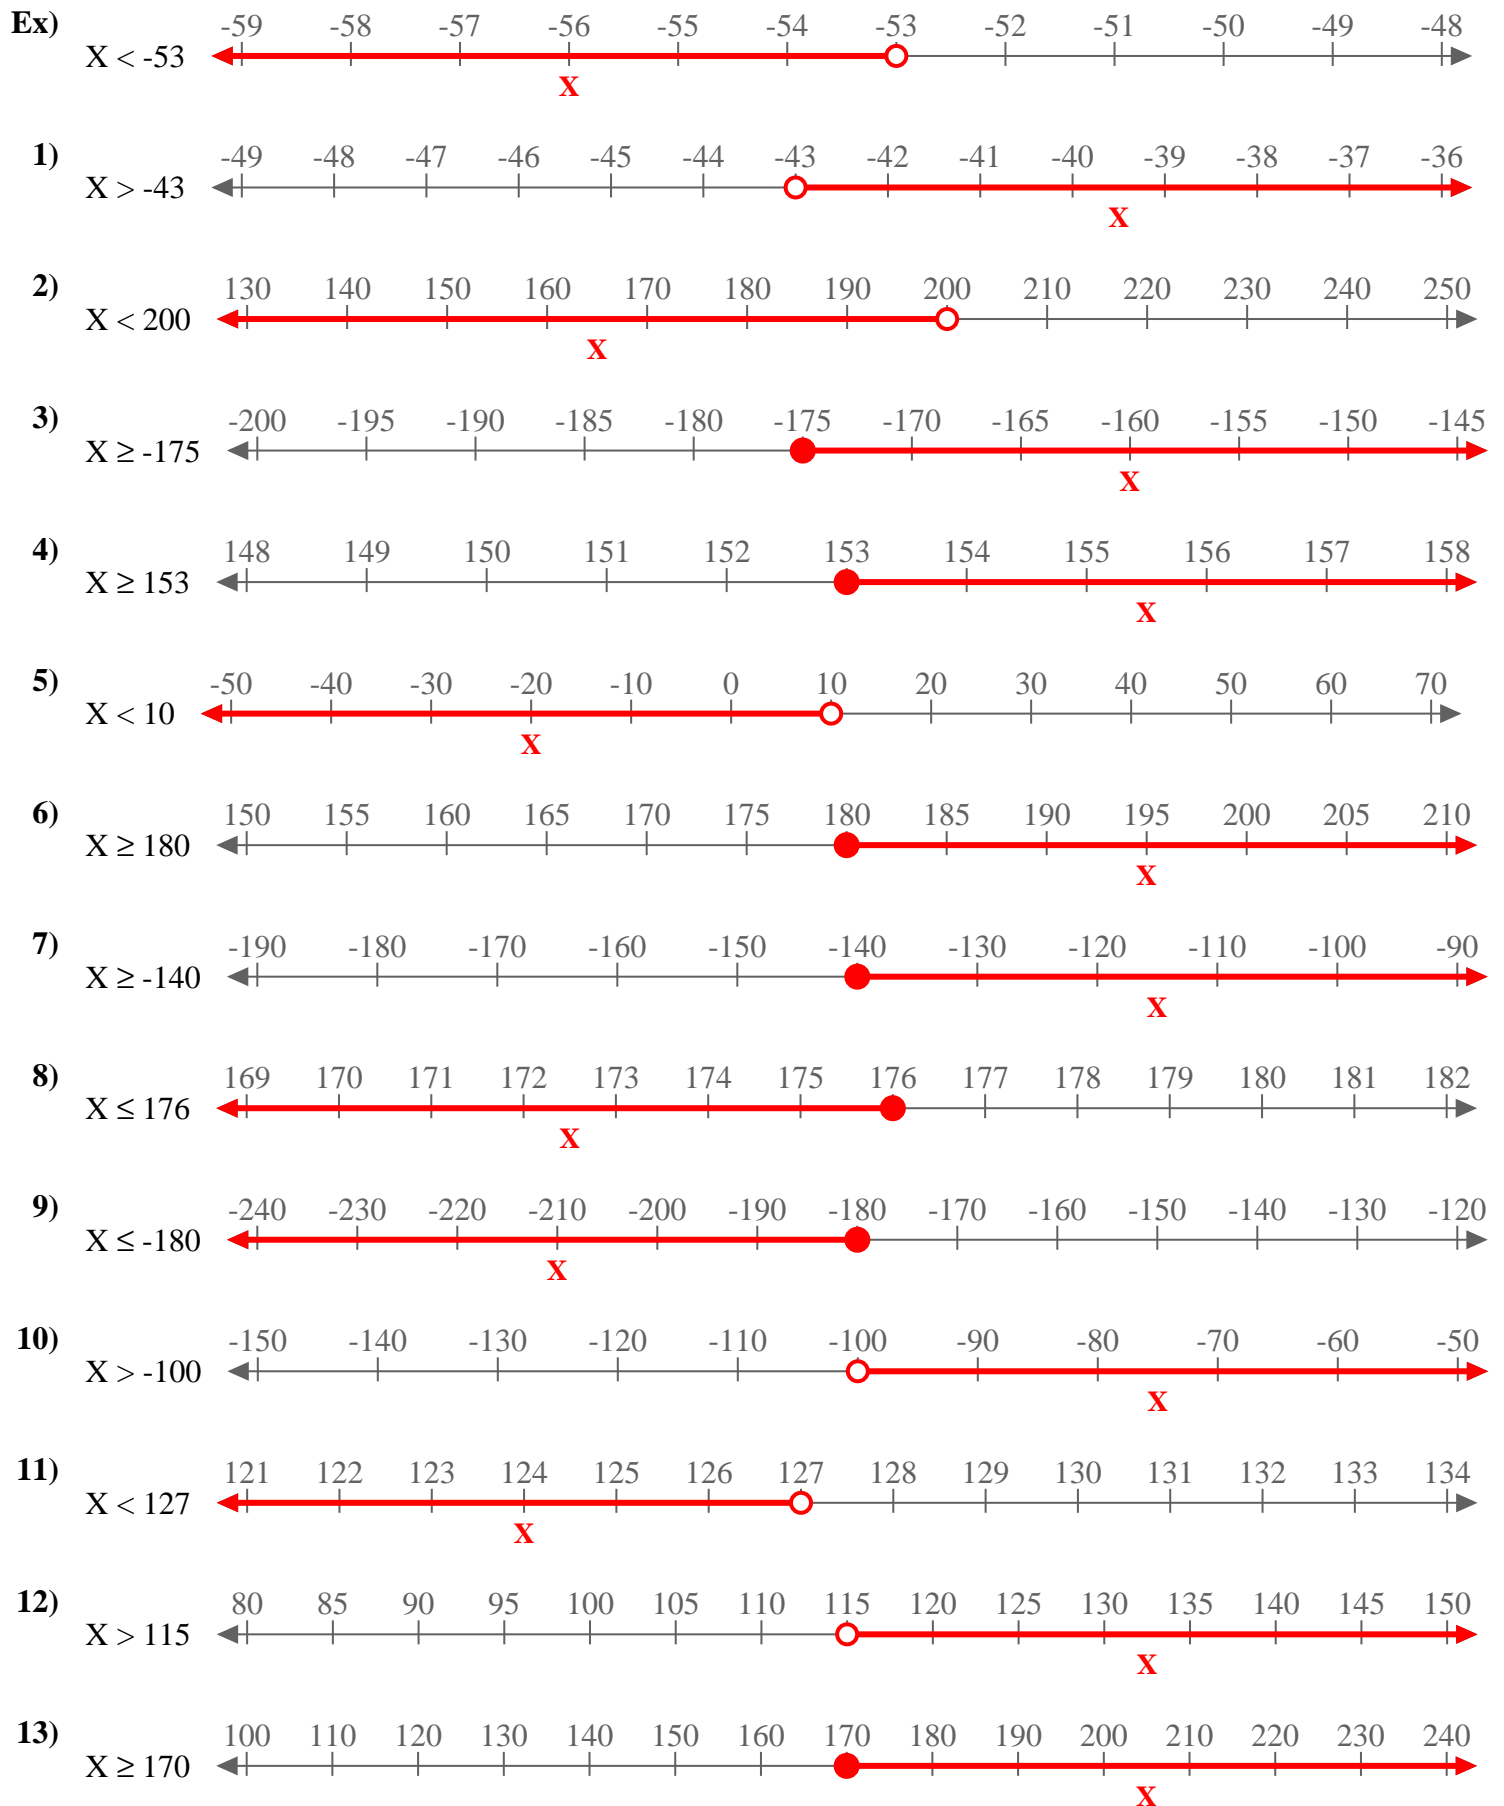 Ex) -59 -58 -57 -56 -55 -54 -53 -52 -51 -50 -49 -48
X < -53
X
1) -49 -48 -47 -46 -45 -44 -43 -42 -41 -40 -39 -38 -37 -36
X > -43
X
2) 130 140 150 160 170 180 190 200 210 220 230 240 250
X < 200
X
3) -200 -195 -190 -185 -180 -175 -170 -165 -160 -155 -150 -145
X ≥ -175
X
4) 148 149 150 151 152 153 154 155 156 157 158
X ≥ 153
X
5) -50 -40 -30 -20 -10 0 10 20 30 40 50 60 70
X < 10
X
6) 150 155 160 165 170 175 180 185 190 195 200 205 210
X ≥ 180
X
7) -190 -180 -170 -160 -150 -140 -130 -120 -110 -100 -90
X ≥ -140
X
8) 169 170 171 172 173 174 175 176 177 178 179 180 181 182
X ≤ 176
X
9) -240 -230 -220 -210 -200 -190 -180 -170 -160 -150 -140 -130 -120
X ≤ -180
X
10) -150 -140 -130 -120 -110 -100 -90 -80 -70 -60 -50
X > -100
X
11) 121 122 123 124 125 126 127 128 129 130 131 132 133 134
X < 127
X
12) 80 85 90 95 100 105 110 115 120 125 130 135 140 145 150
X > 115
X
13) 100 110 120 130 140 150 160 170 180 190 200 210 220 230 240
X ≥ 170
X